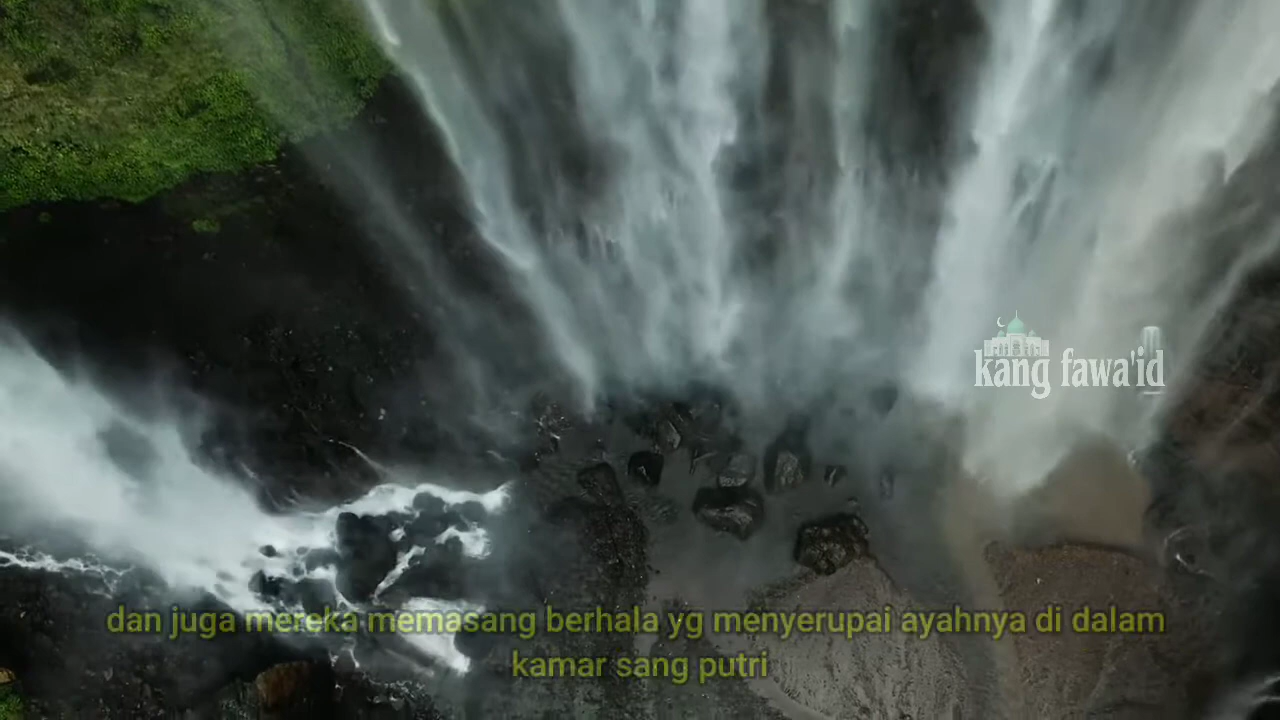 kang fawa'id
dan juga mereka memasang berhala yg menyerupai ayahnya di dalam
kamar sang putri